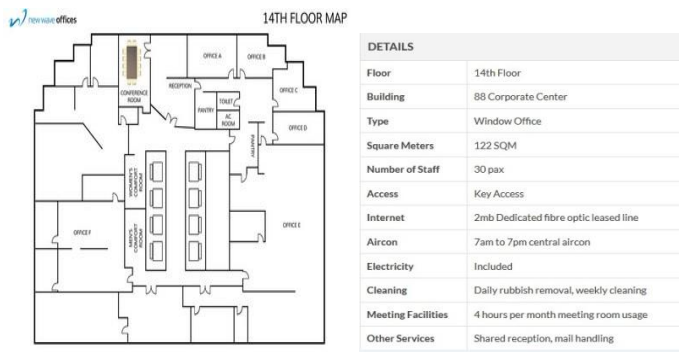 new wave offices
14TH FLOOR MAP
OFFICE A
OFFICE B
OFFICE C
OFFICE D
CONFERENCE
ROOM
RECEPTION
PANTRY
TOILET
AC
ROOM
PHANTRY
WOMEN'S
COMFORT
ROOM
MEN'S
COMFORT
ROOM
OFFICE E
OFFICE F
DETAILS
Floor 14th Floor
Building 88 Corporate Center
Type Window Office
Square Meters 122 SQM
Number of Staff 30 pax
Access Key Access
Internet 2mb Dedicated fibre optic leased line
Aircon 7am to 7pm central aircon
Electricity Included
Cleaning Daily rubbish removal, weekly cleaning
Meeting Facilities 4 hours per month meeting room usage
Other Services Shared reception, mail handling